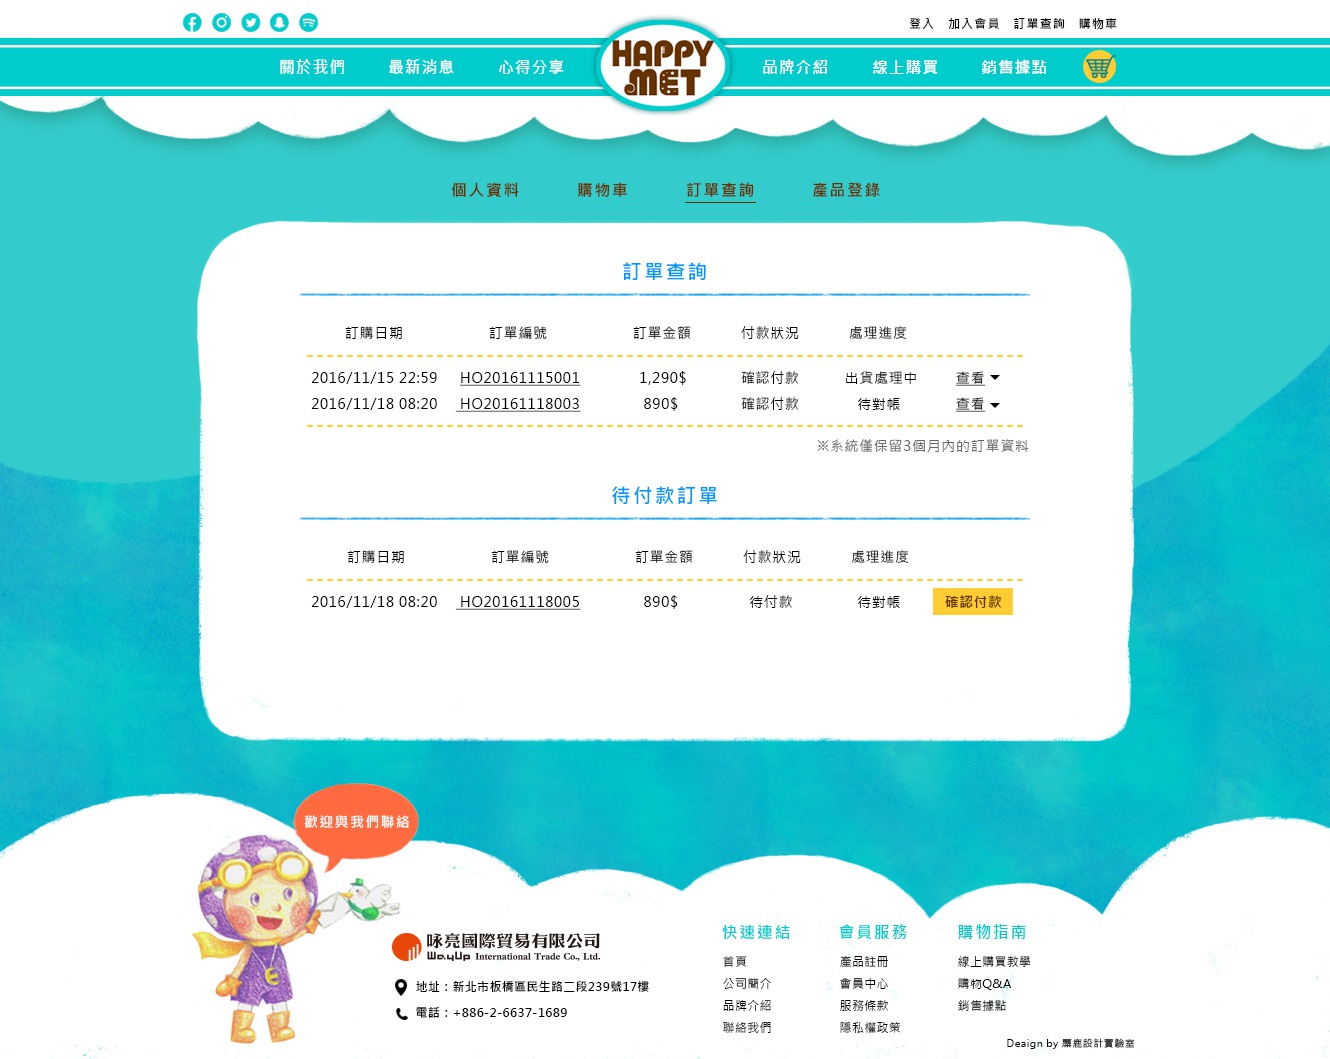 登入 加入會員 訂單查詢 購物車
關於我們 最新消息 心得分享 HAPPY MET 品牌介紹 線上購買 銷售據點
個人資料 購物車 訂單查詢 產品登錄
訂單查詢
訂購日期 訂單編號 訂單金額 付款狀況 處理進度
2016/11/15 22:59 HO20161115001 1,290$ 確認付款 出貨處理中 查看
2016/11/18 08:20 HO20161118003 890$ 確認付款 待對帳 查看
※系統僅保留3個月內的訂單資料
待付款訂單
訂購日期 訂單編號 訂單金額 付款狀況 處理進度
2016/11/18 08:20 HO20161118005 890$ 待付款 待對帳 確認付款
歡迎與我們聯絡
咏亮國際貿易有限公司
WayUp International Trade Co., Ltd.
地址：新北市板橋區民生路二段239號17樓
電話：+886-2-6637-1689
快速連結
首頁
公司簡介
品牌介紹
聯絡我們
會員服務
產品註冊
會員中心
服務條款
隱私權政策
購物指南
線上購買教學
購物Q&A
銷售據點
Deaign by 麋鹿設計實驗室